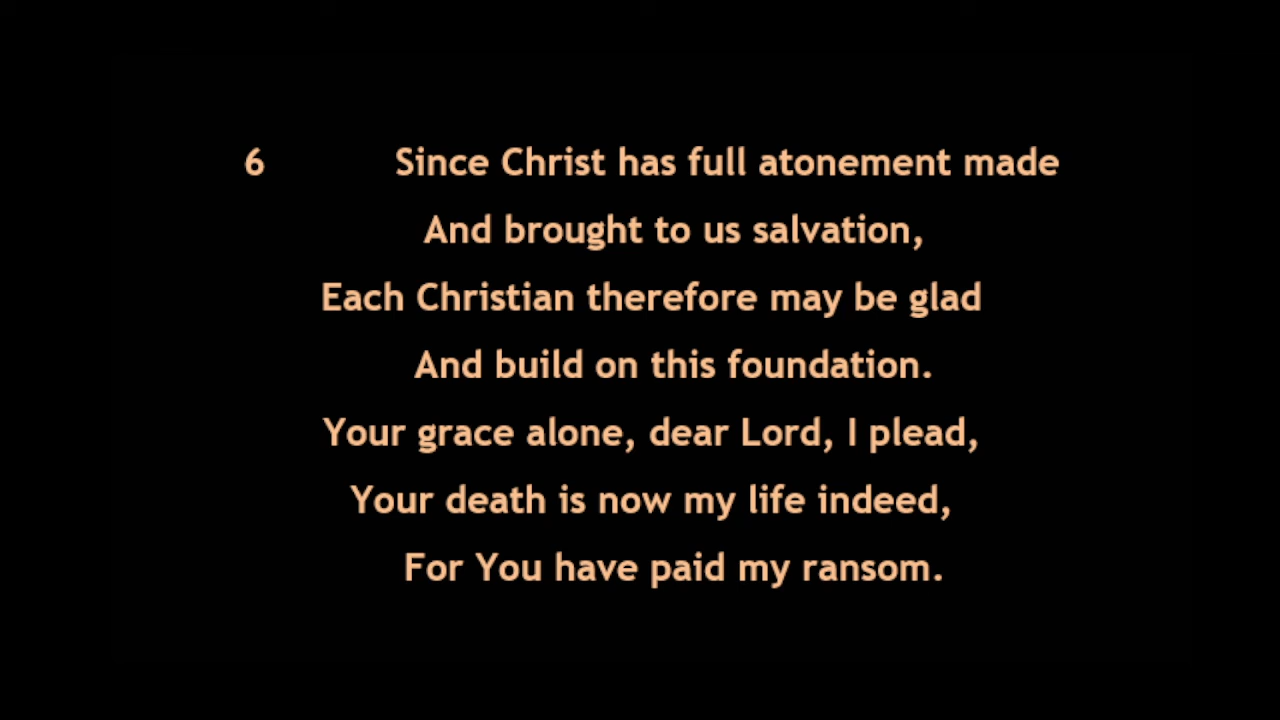 6 Since Christ has full atonement made
And brought to us salvation,
Each Christian therefore may be glad
And build on this foundation.
Your grace alone, dear Lord, I plead,
Your death is now my life indeed,
For You have paid my ransom.